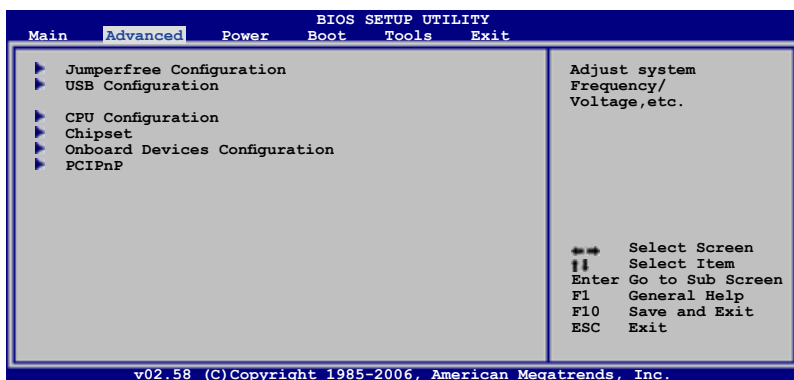 BIOS SETUP UTILITY
Main Advanced Power Boot Tools Exit
Jumperfree Configuration
USB Configuration
CPU Configuration
Chipset
Onboard Devices Configuration
PCIPnP
Adjust system
Frequency/
Voltage,etc.
Select Screen
Select Item
Enter Go to Sub Screen
F1 General Help
F10 Save and Exit
ESC Exit
v02.58 (C)Copyright 1985-2006, American Megatrends, Inc.